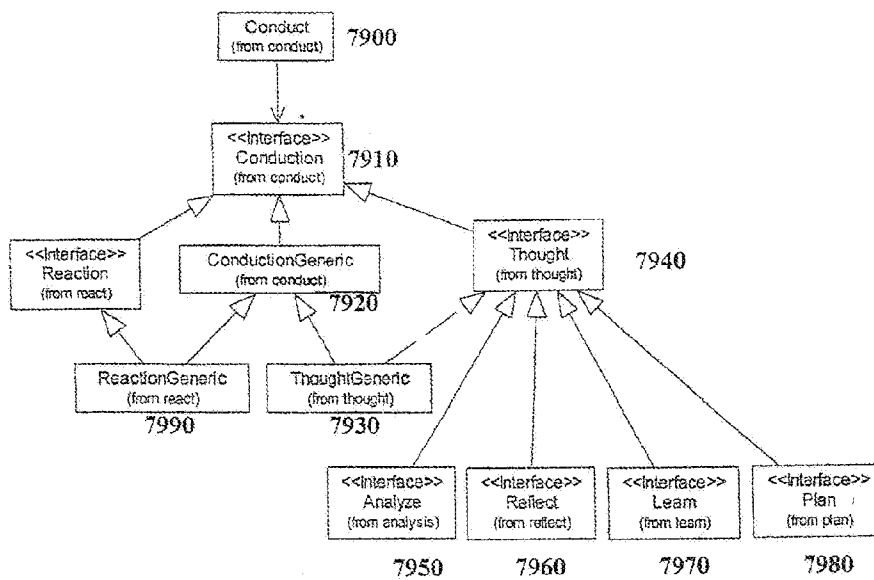 Conduct
(from conduct)
7900
<<Interface>>
Conduction
(from conduct)
7910
*
<<Interface>>
Reaction
(from react)
ConductionGeneric
(from conduct)
7920
<<Interface>>
Thought
(from thought)
7940
ReactionGeneric
(from react)
7990
ThoughtGeneric
(from thought)
7930
<<Interface>>
Analyze
(from analysis)
7950
<<Interface>>
Reflect
(from reflect)
7960
<<Interface>>
Learn
(from learn)
7970
<<Interface>>
Plan
(from plan)
7980